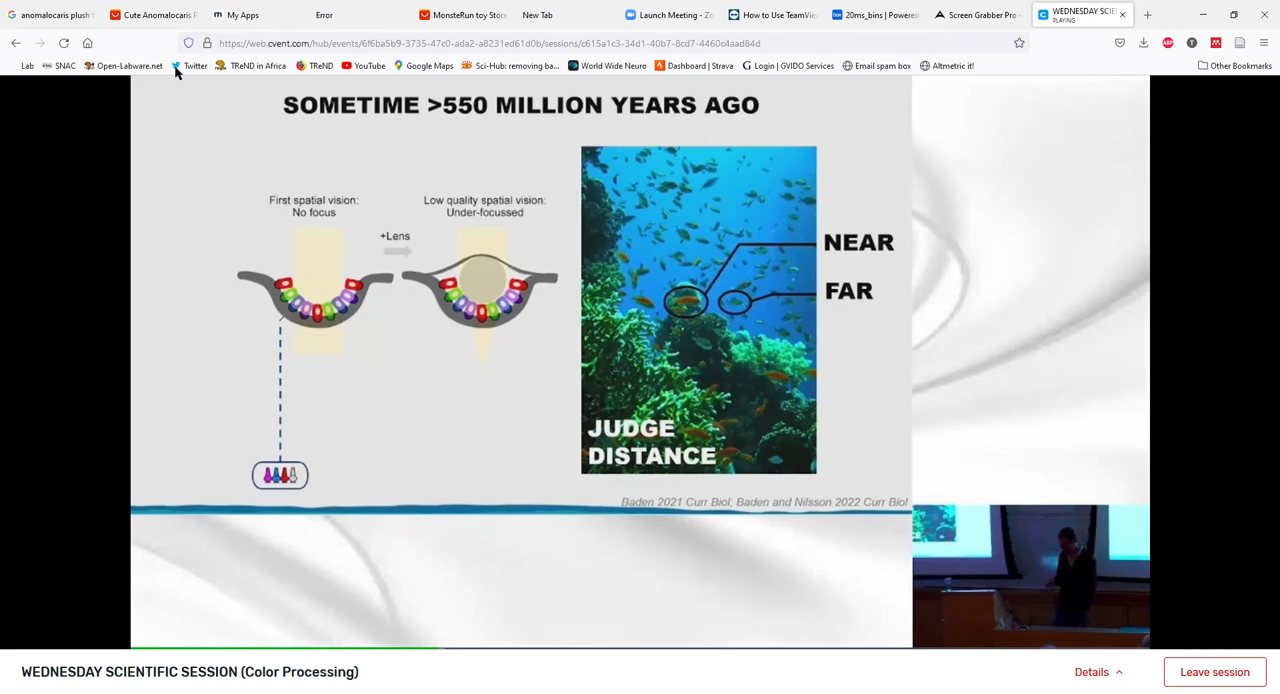 anomalocaris plush t
Cute Anomalocaris P
My Apps
Error
MonsteRun toy Store
New Tab
Launch Meeting - Zo
How to Use TeamVie
20ms_bins | Powered
Screen Grabber Pro -
WEDNESDAY SCIE
PLAYING
https://web.cvent.com/hub/events/6f6ba5b9-3735-47c0-ada2-a8231ed61d0b/sessions/c615a1c3-34d1-40b7-8cd7-4460c4aad84d
Lab
SNAC
Open-Labware.net
Twitter
TReND in Africa
TReND
YouTube
Google Maps
Sci-Hub: removing ba...
World Wide Neuro
Dashboard | Strava
Login | GVIDO Services
Email spam box
Altmetric it!
Other Bookmarks
SOMETIME >550 MILLION YEARS AGO
First spatial vision:
No focus
+Lens
Low quality spatial vision:
Under-focussed
NEAR
FAR
JUDGE
DISTANCE
Baden 2021 Curr Biol, Baden and Nilsson 2022 Curr Biol
WEDNESDAY SCIENTIFIC SESSION (Color Processing)
Details
Leave session